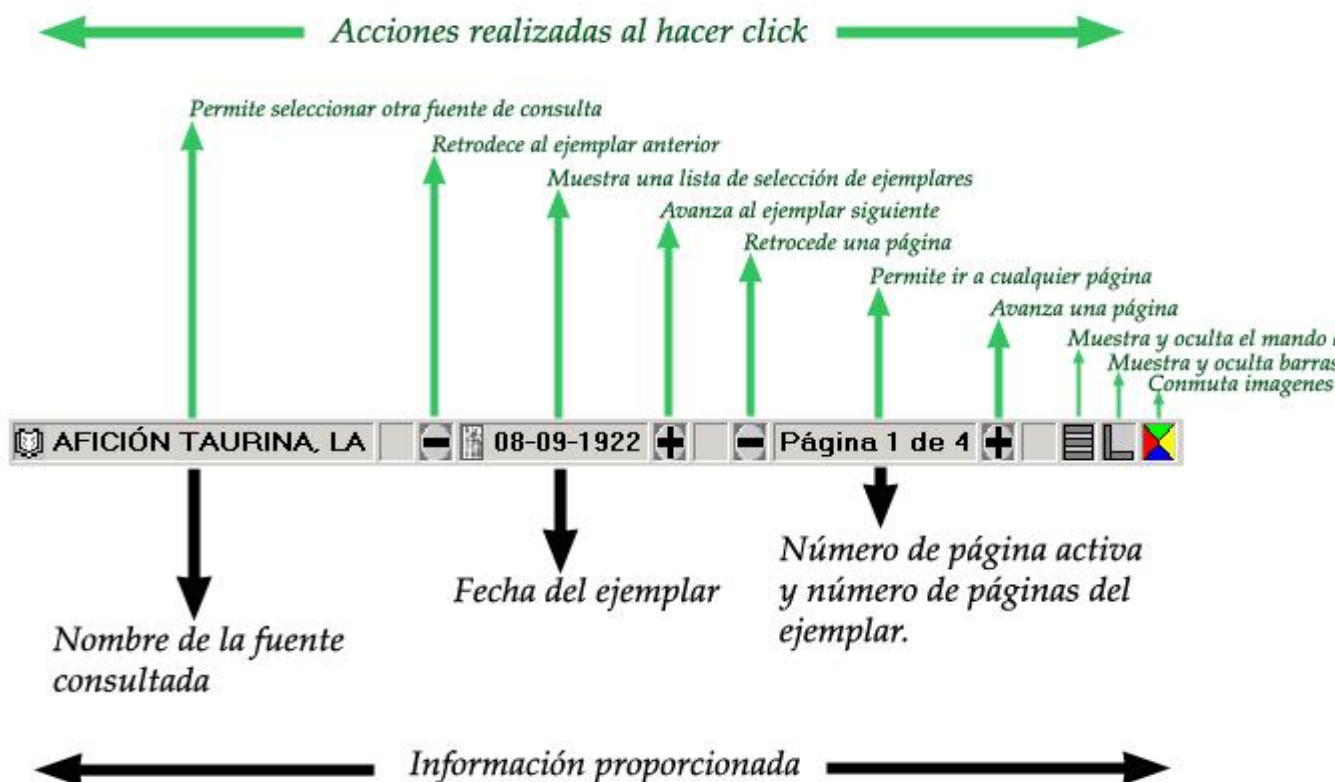 Acciones realizadas al hacer click
Permite seleccionar otra fuente de consulta
Retrodece al ejemplar anterior
Muestra una lista de selección de ejemplares
Avanza al ejemplar siguiente
Retrocede una página
Permite ir a cualquier página
Avanza una página
Muestra y oculta el mando
Muestra y oculta barras
Conmuta imagenes
AFICIÓN TAURINA, LA 08-09-1922 Página 1 de 4
Nombre de la fuente
consultada
Fecha del ejemplar
Número de página activa
y número de páginas del
ejemplar.
Información proporcionada